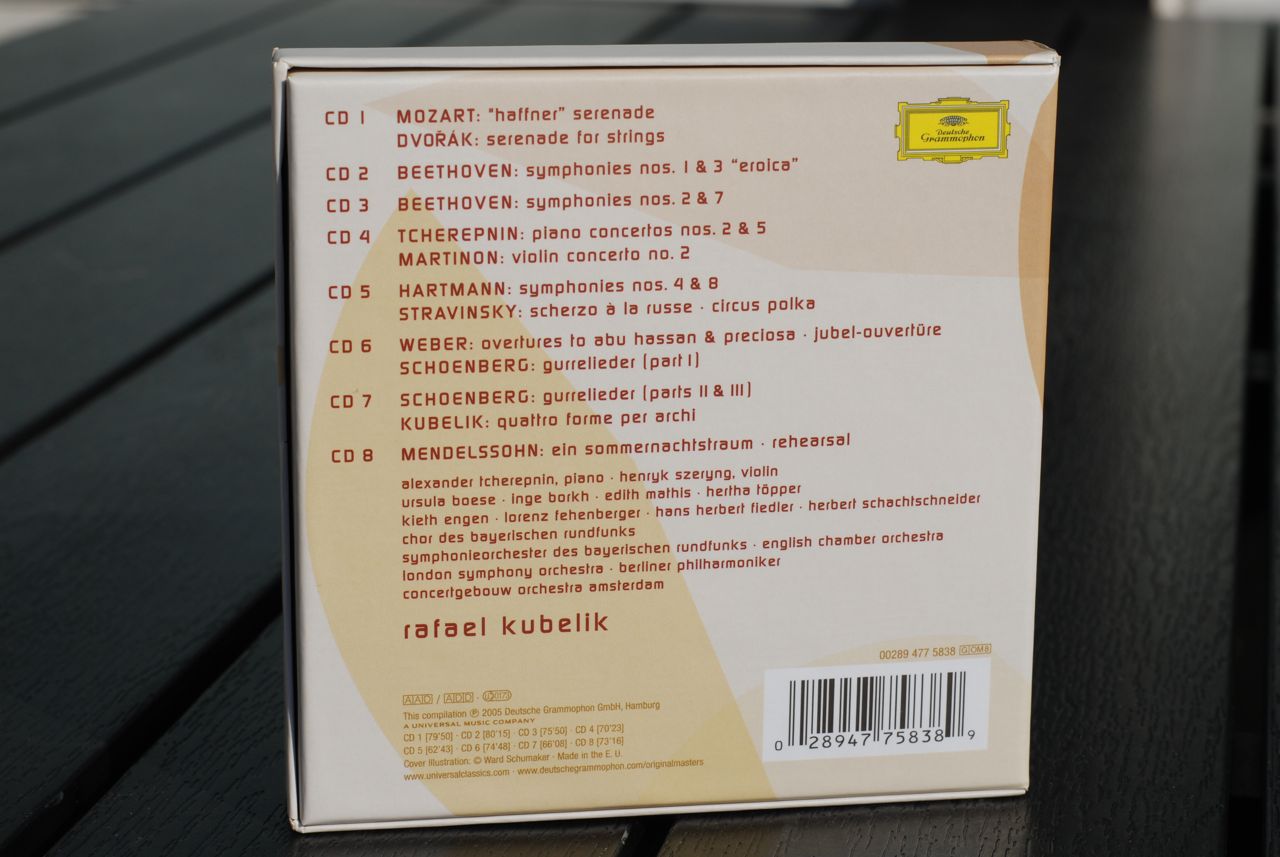 CD 1 MOZART: "haffner" serenade
DVOŘÁK: serenade for strings
CD 2 BEETHOVEN: symphonies nos. 1 & 3 “eroica”
CD 3 BEETHOVEN: symphonies nos. 2 & 7
CD 4 TCHEREPNIN: piano concertos nos. 2 & 5
MARTINON: violin concerto no. 2
CD 5 HARTMANN: symphonies nos. 4 & 8
STRAVINSKY: scherzo à la russe · circus polka
CD 6 WEBER: overtures to abu hassan & preciosa · jubel-ouvertüre
SCHOENBERG: gurrelieder (part I)
CD 7 SCHOENBERG: gurrelieder (parts II & III)
KUBELIK: quattro forme per archi
CD 8 MENDELSSOHN: ein sommernachtstraum · rehearsal
alexander tcherepnin, piano · henryk szeryng, violin
ursula boese · inge borkh · edith mathis · hertha töpper
kieth engen · lorenz fehenberger · hans herbert fiedler · herbert schachtschneider
chor des bayerischen rundfunks
symphonieorchester des bayerischen rundfunks · english chamber orchestra
london symphony orchestra · berliner philharmoniker
concertgebouw orchestra amsterdam
rafael kubelik
Deutsche
Grammophon
00289 477 5838 GOM8
0 28947 75838 9
AAD / ADD · 0173
This compilation ℗ 2005 Deutsche Grammophon GmbH, Hamburg
A UNIVERSAL MUSIC COMPANY
CD 1 [79'50] · CD 2 [80'15] · CD 3 [75'50] · CD 4 [70'23]
CD 5 [62'43] · CD 6 [74'48] · CD 7 [66'08] · CD 8 [73'16]
Cover Illustration: © Ward Schumaker · Made in the E. U.
www.universalclassics.com · www.deutschegrammophon.com/originalmasters